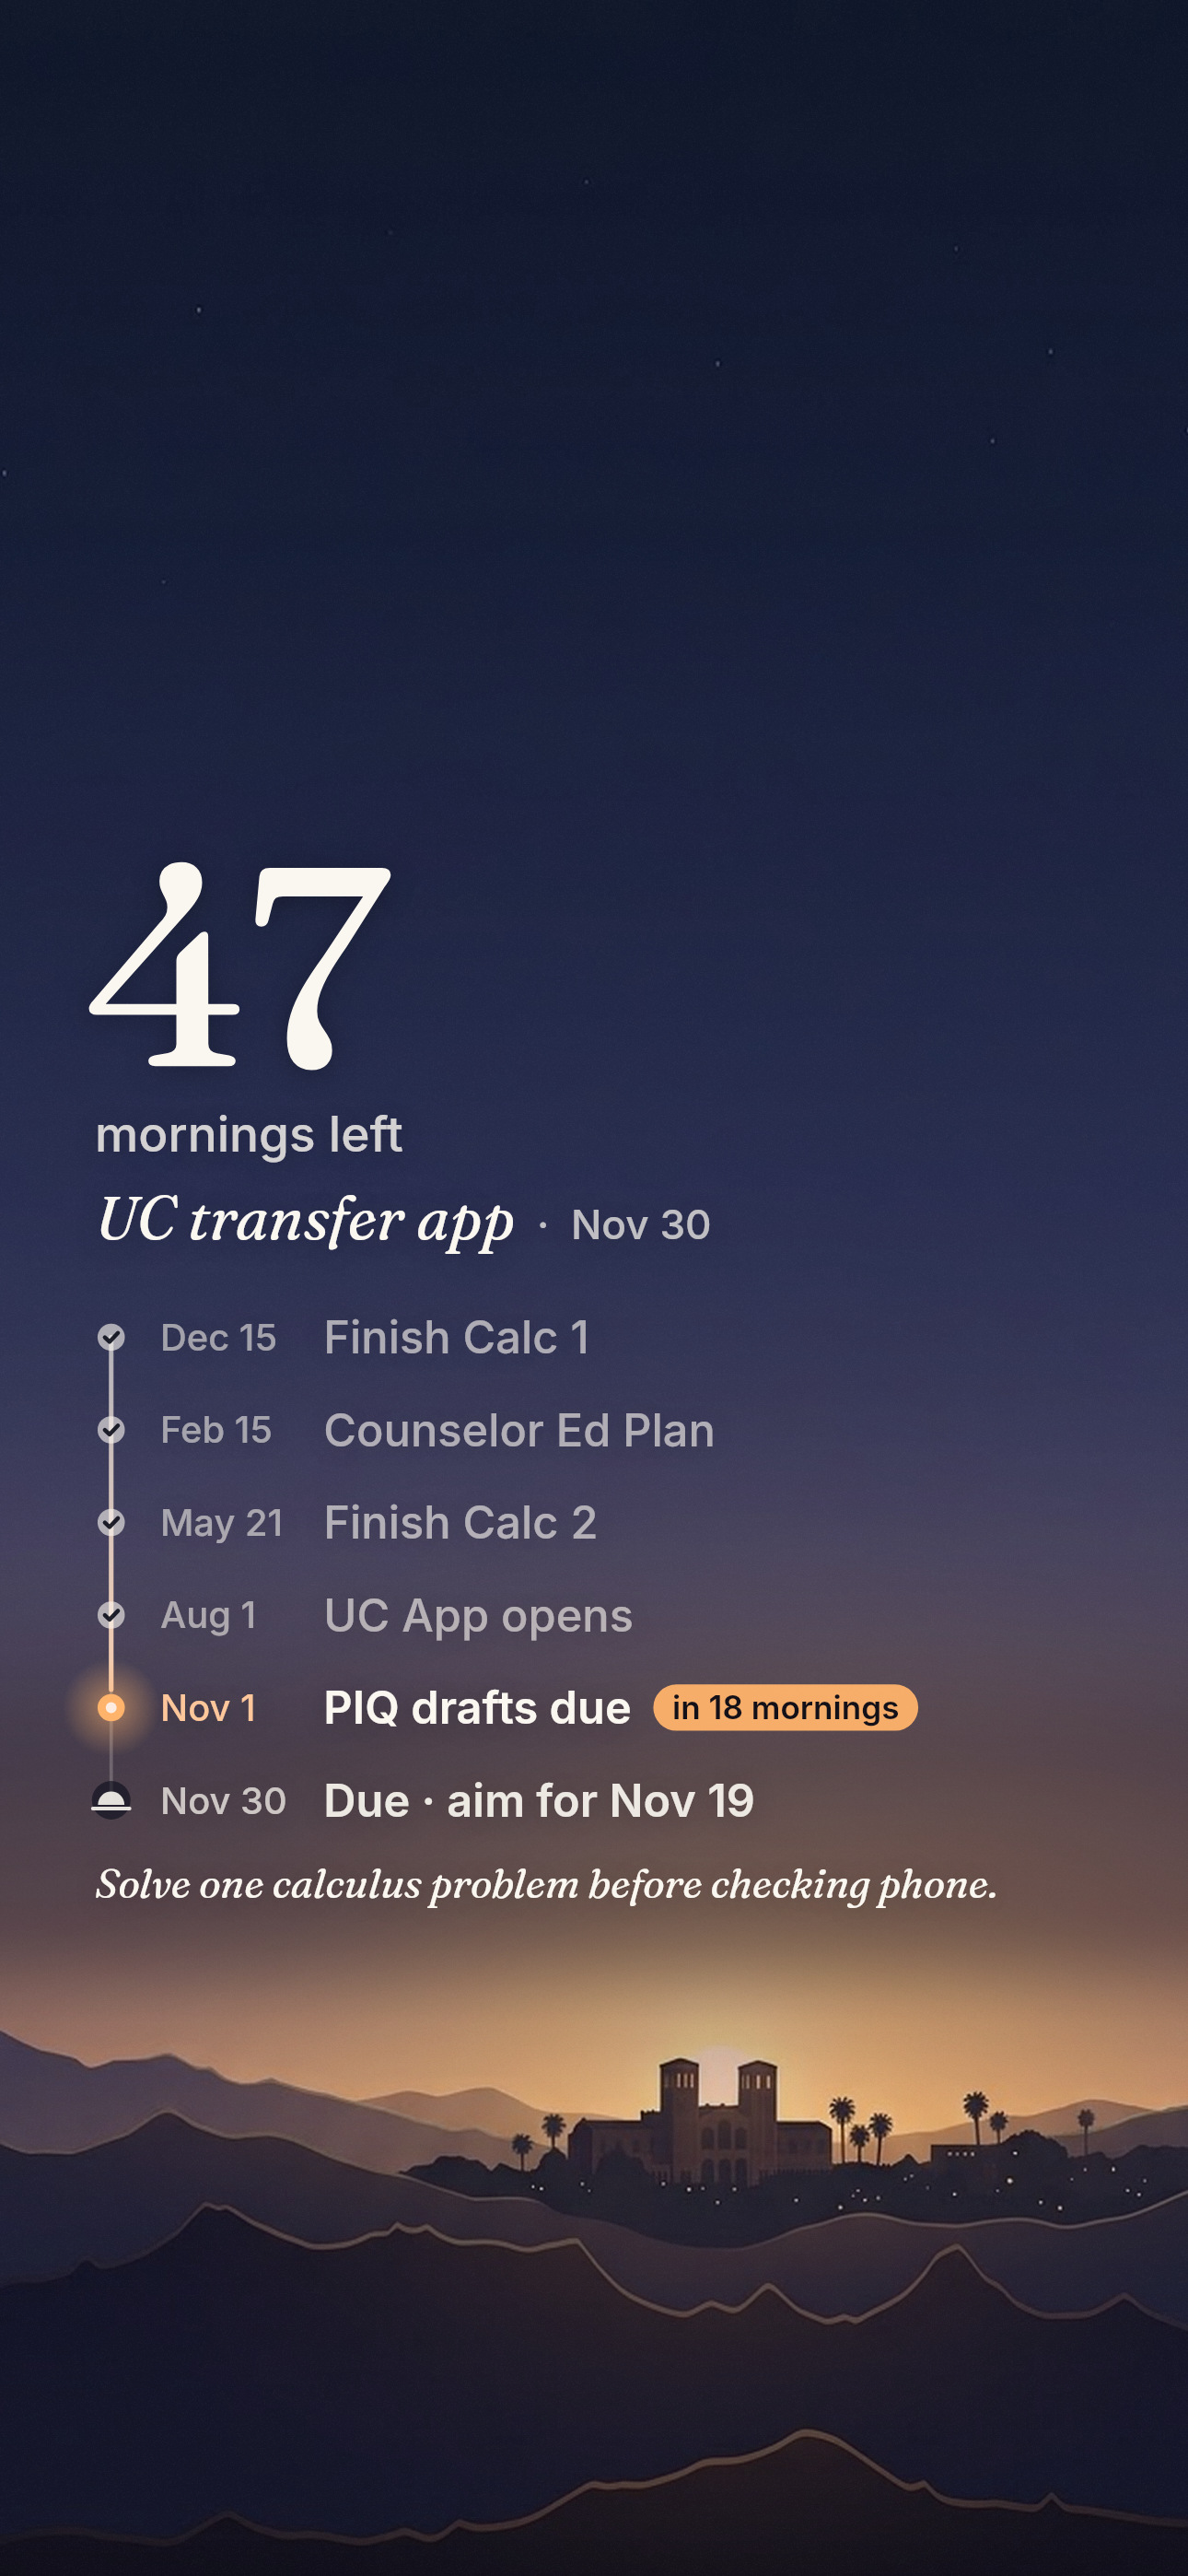 47
mornings left
UC transfer app · Nov 30
Dec 15 Finish Calc 1
Feb 15 Counselor Ed Plan
May 21 Finish Calc 2
Aug 1 UC App opens
Nov 1 PIQ drafts due in 18 mornings
Nov 30 Due · aim for Nov 19
Solve one calculus problem before checking phone.